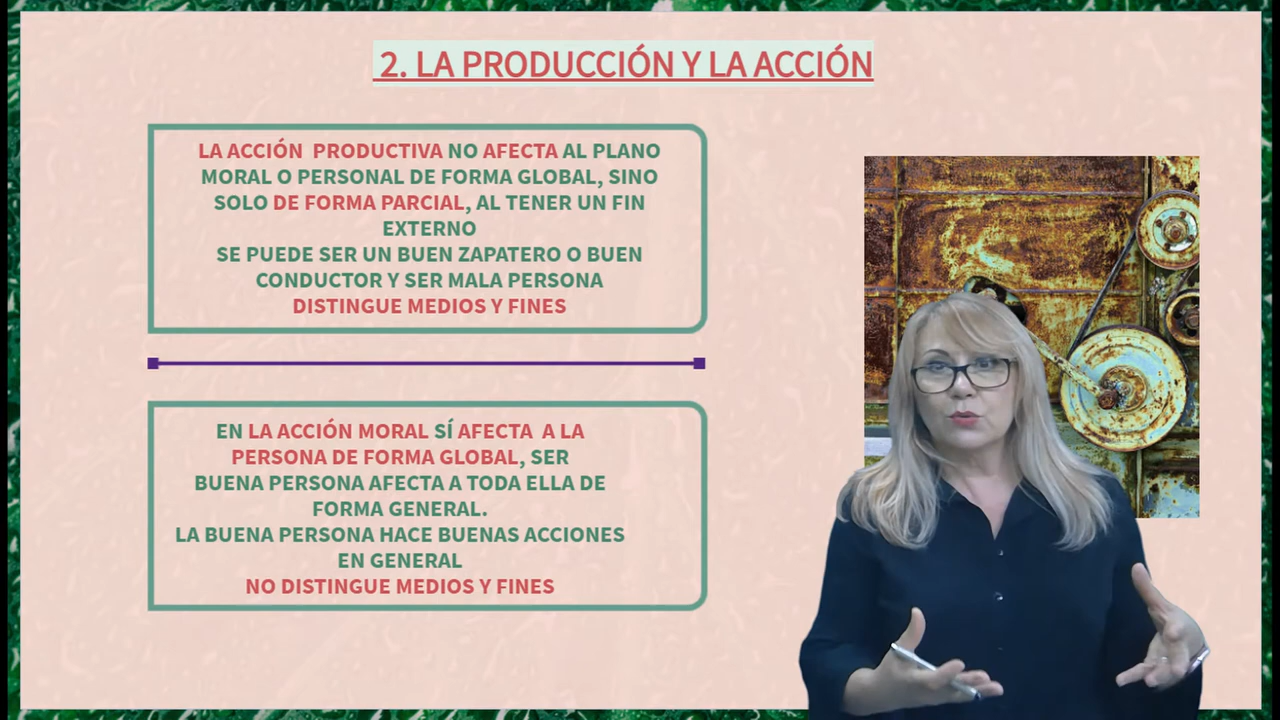 2. LA PRODUCCIÓN Y LA ACCIÓN
LA ACCIÓN PRODUCTIVA NO AFECTA AL PLANO
MORAL O PERSONAL DE FORMA GLOBAL, SINO
SOLO DE FORMA PARCIAL, AL TENER UN FIN
EXTERNO
SE PUEDE SER UN BUEN ZAPATERO O BUEN
CONDUCTOR Y SER MALA PERSONA
DISTINGUE MEDIOS Y FINES
EN LA ACCIÓN MORAL SÍ AFECTA A LA
PERSONA DE FORMA GLOBAL, SER
BUENA PERSONA AFECTA A TODA ELLA DE
FORMA GENERAL.
LA BUENA PERSONA HACE BUENAS ACCIONES
EN GENERAL
NO DISTINGUE MEDIOS Y FINES